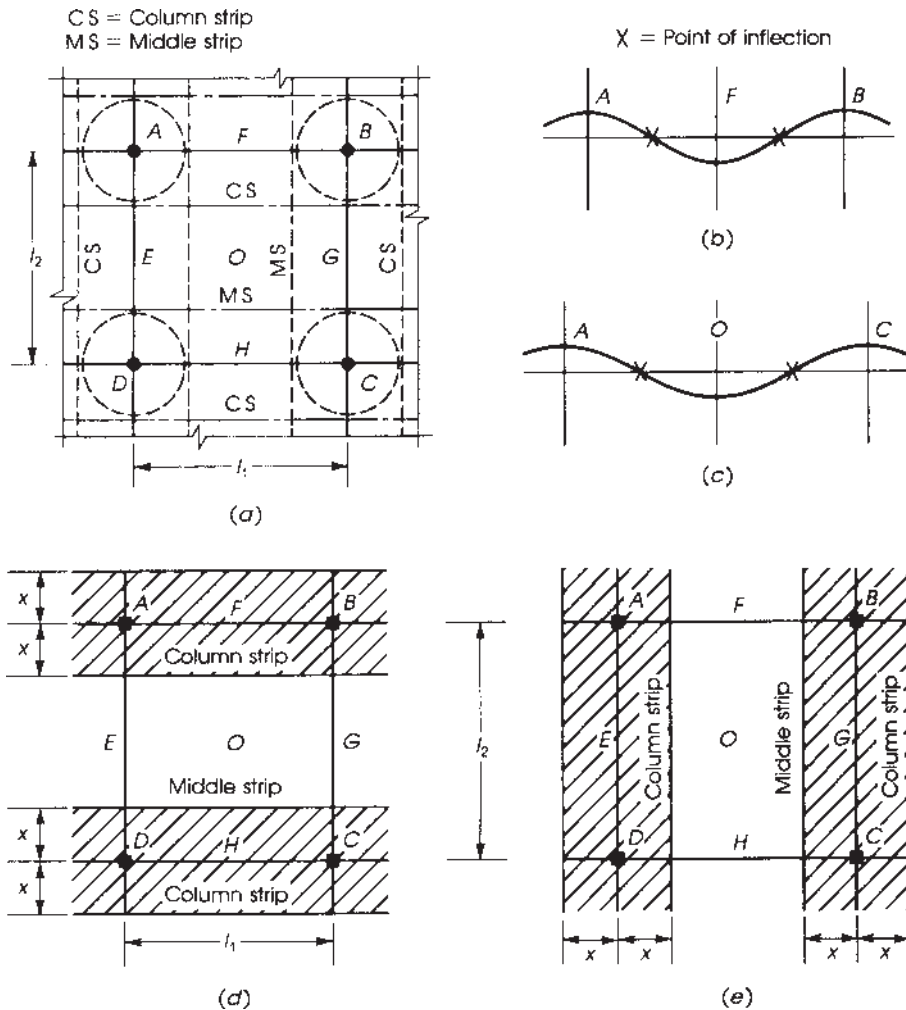 CS = Column strip
MS = Middle strip
X = Point of inflection
A
F
B
CS
l₂
CS
E
O
MS
G
CS
MS
H
D
C
CS
l₁
(a)
A
F
B
(b)
A
O
C
(c)
x
A
F
B
x
Column strip
E
O
G
Middle strip
x
D
H
C
x
Column strip
l₁
(d)
A
F
B
l₂
E
Column strip
O
Middle strip
G
Column strip
D
H
C
x
x
x
x
(e)